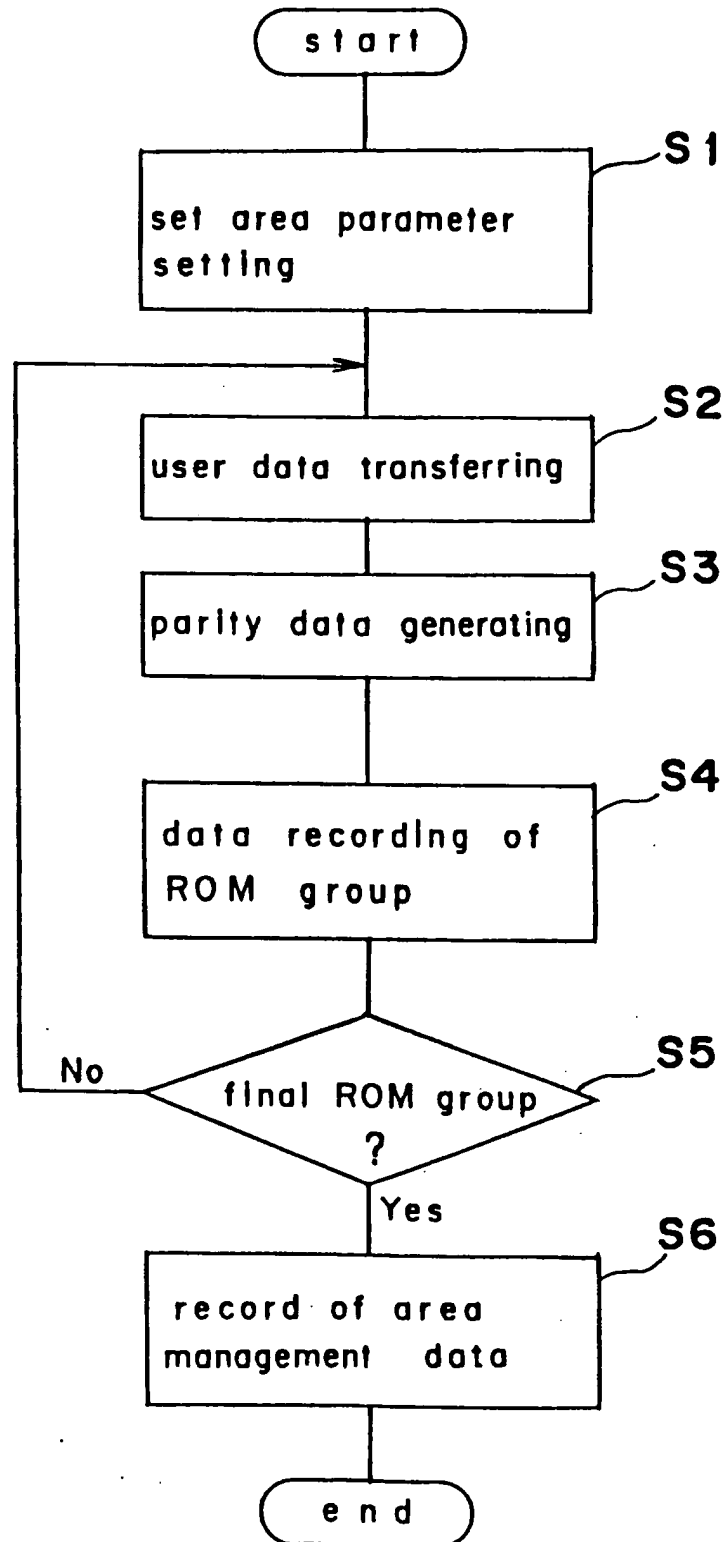 start
S1
set area parameter
setting
S2
user data transferring
S3
parity data generating
S4
data recording of
ROM group
S5
No
final ROM group
?
Yes
S6
record of area
management data
end